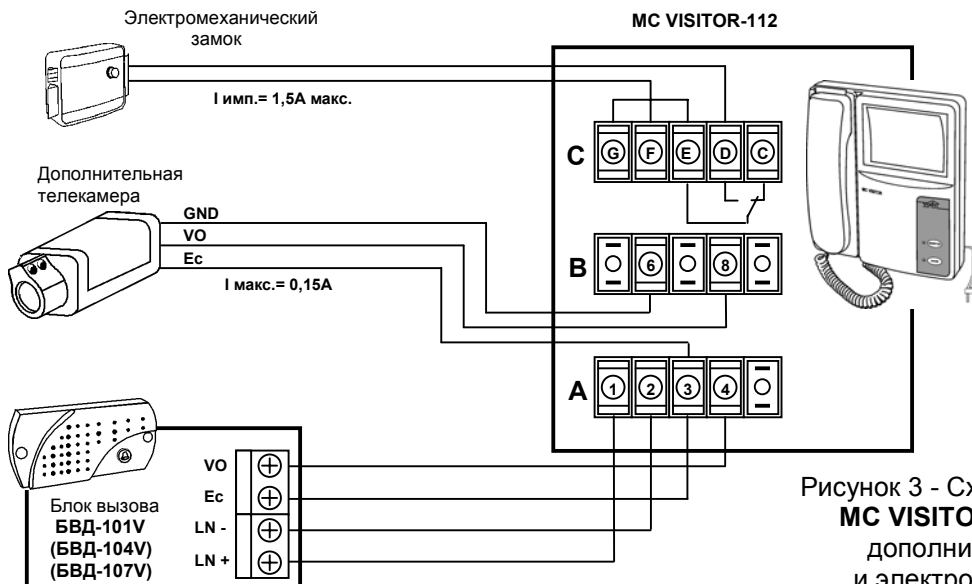 Электромеханический
замок
MC VISITOR-112
I имп.= 1,5А макс.
C
G
F
E
D
C
Дополнительная
телекамера
GND
VO
Ec
I макс.= 0,15А
B
6
8
A
1
2
3
4
VO
Ec
LN -
LN +
Блок вызова
БВД-101V
(БВД-104V)
(БВД-107V)
Рисунок 3 - Сх
MC VISITO
дополни
и электро